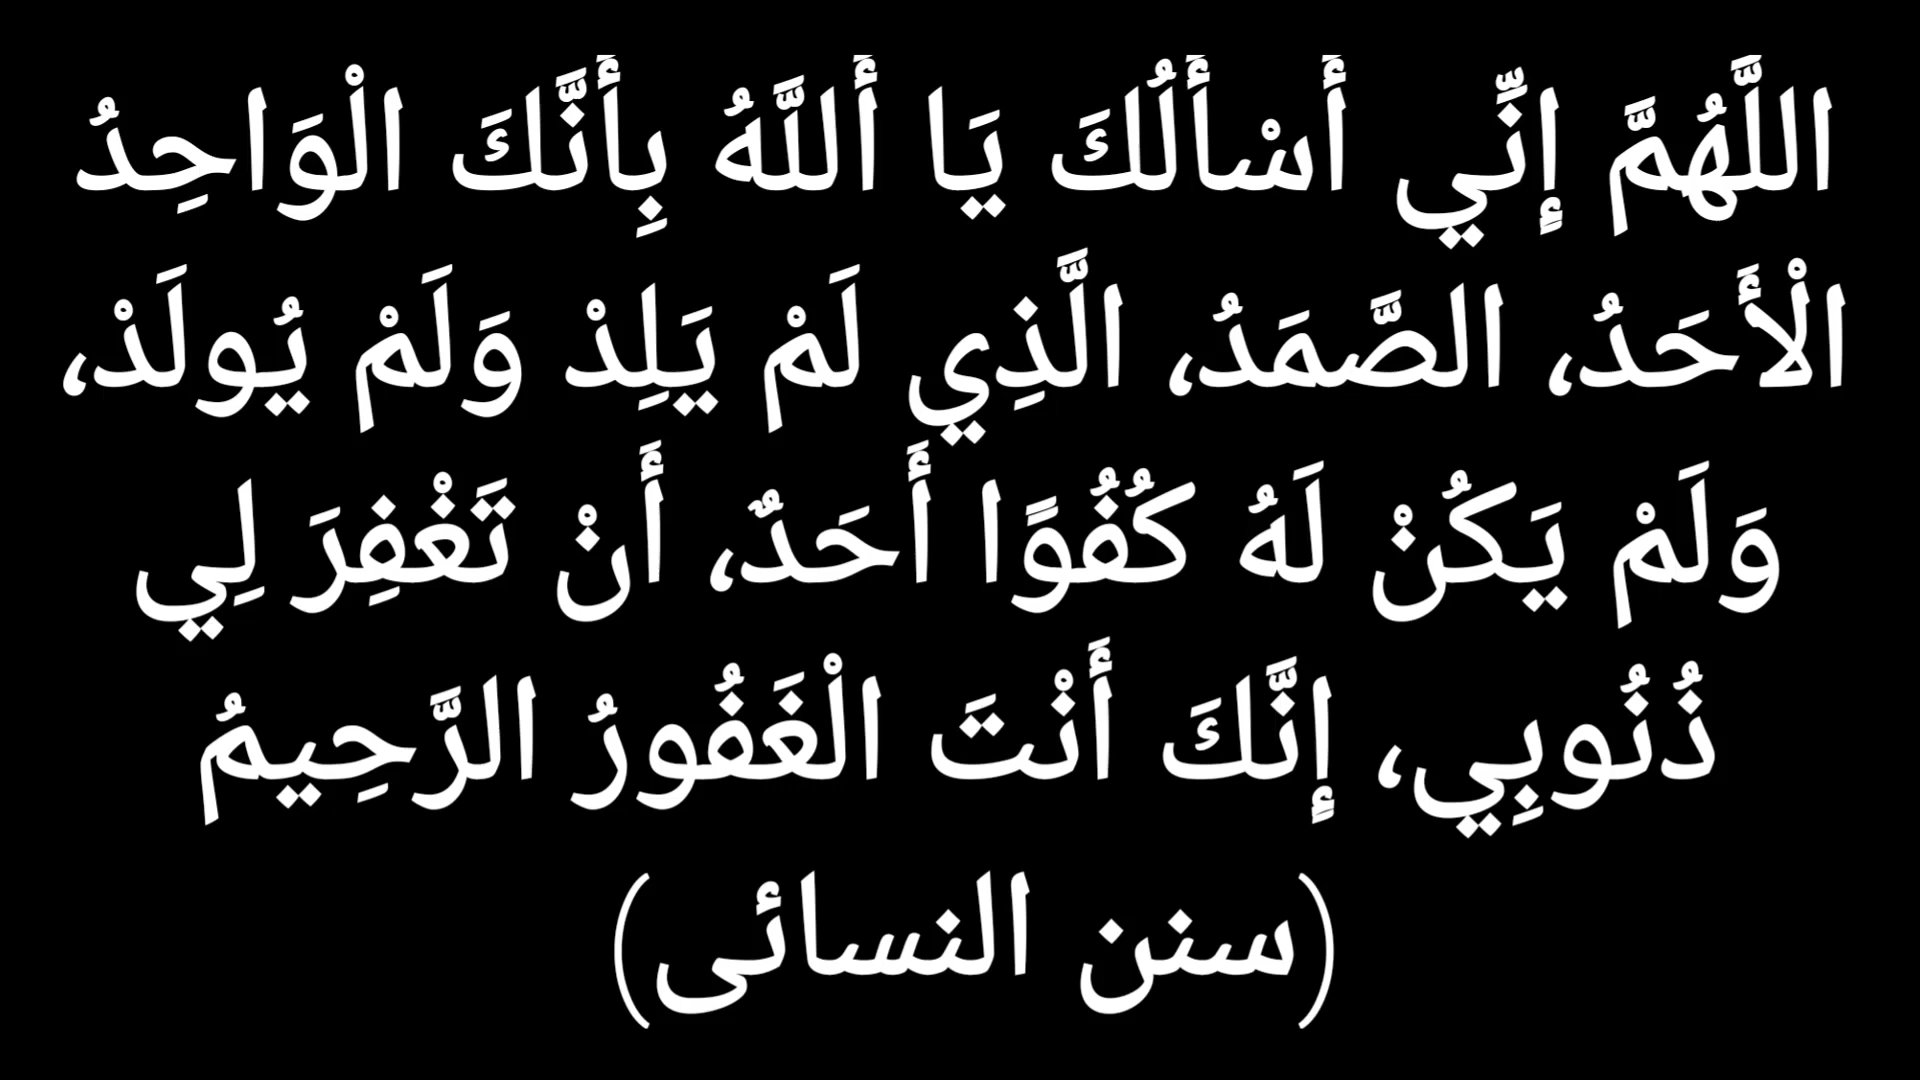 اللَّهُمَّ إِنِّي أَسْأَلُكَ يَا أَللَّهُ بِأَنَّكَ الْوَاحِدُ
الْأَحَدُ، الصَّمَدُ، الَّذِي لَمْ يَلِدْ وَلَمْ يُولَدْ،
وَلَمْ يَكُنْ لَهُ كُفُوًا أَحَدٌ، أَنْ تَغْفِرَ لِي
ذُنُوبِي، إِنَّكَ أَنْتَ الْغَفُورُ الرَّحِيمُ
(سنن النسائى)